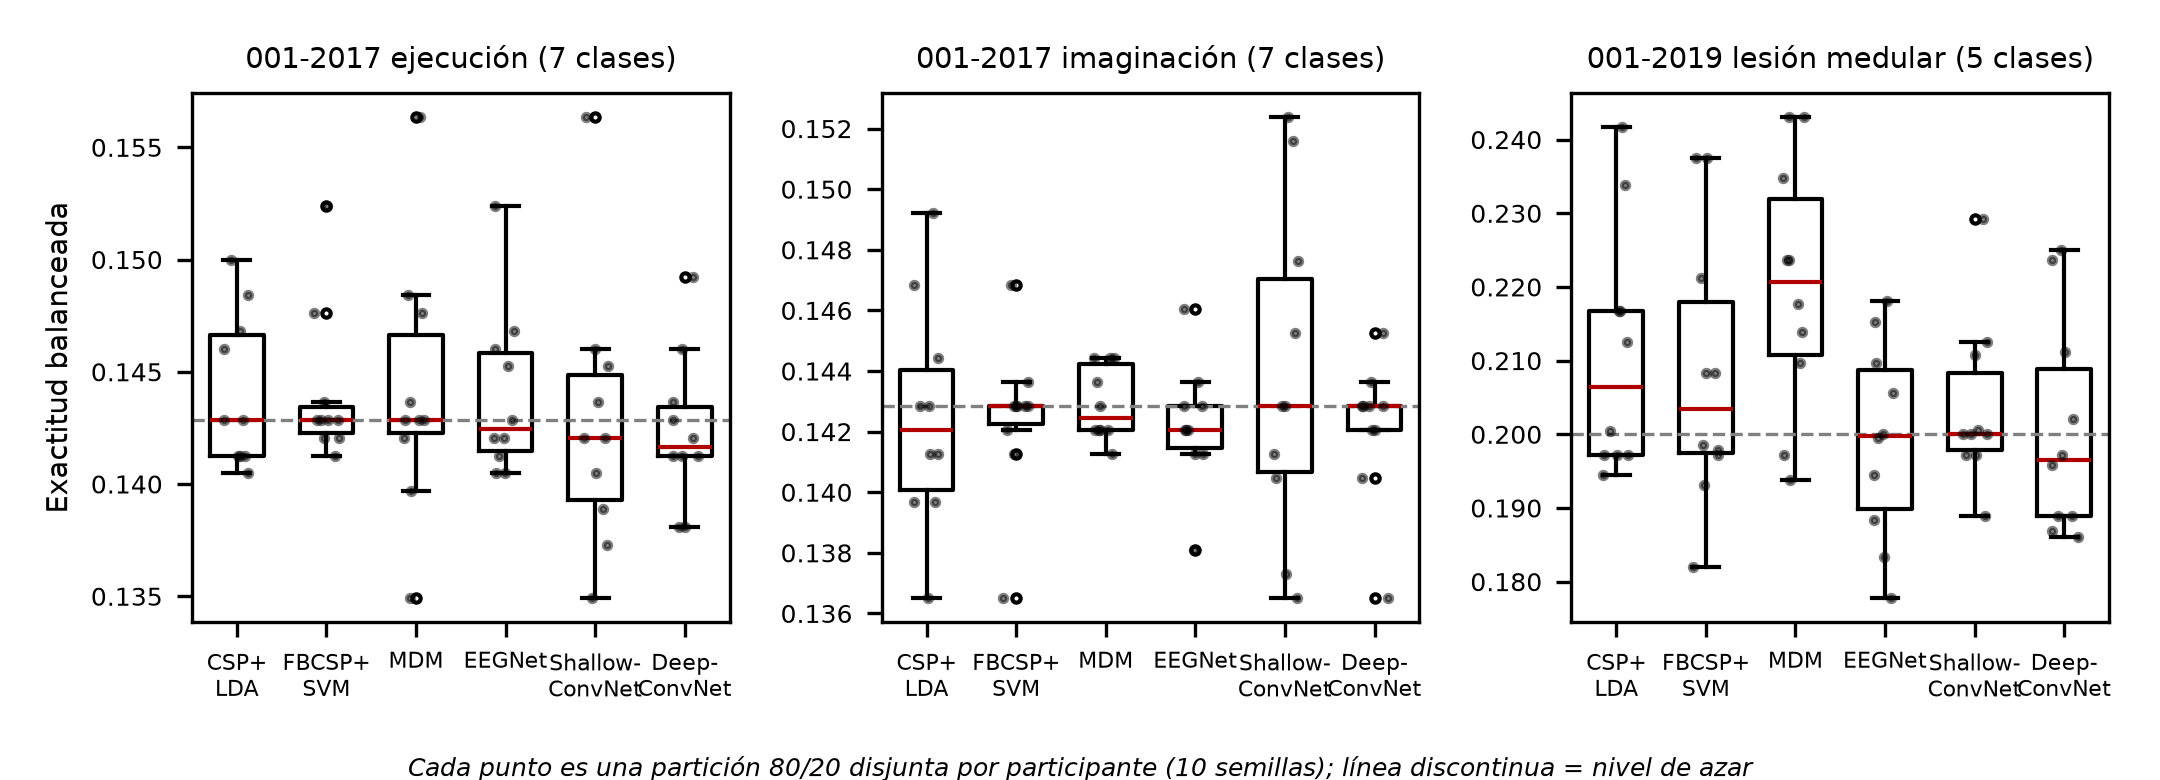 001-2017 ejecución (7 clases)
001-2017 imaginación (7 clases)
001-2019 lesión medular (5 clases)
Exactitud balanceada
0.155
0.150
0.145
0.140
0.135
CSP+
LDA
FBCSP+
SVM
MDM
EEGNet
Shallow-
ConvNet
Deep-
ConvNet
0.152
0.150
0.148
0.146
0.144
0.142
0.140
0.138
0.136
CSP+
LDA
FBCSP+
SVM
MDM
EEGNet
Shallow-
ConvNet
Deep-
ConvNet
0.240
0.230
0.220
0.210
0.200
0.190
0.180
CSP+
LDA
FBCSP+
SVM
MDM
EEGNet
Shallow-
ConvNet
Deep-
ConvNet
Cada punto es una partición 80/20 disjunta por participante (10 semillas); línea discontinua = nivel de azar